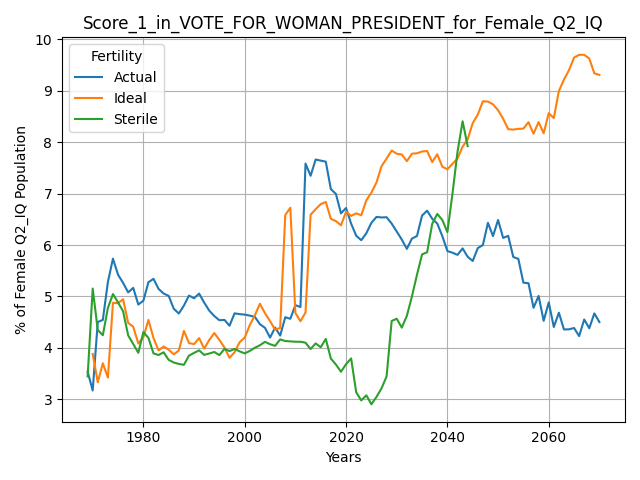 Score_1_in_VOTE_FOR_WOMAN_PRESIDENT_for_Female_Q2_IQ
Fertility
Actual
Ideal
Sterile
% of Female Q2_IQ Population
10
9
8
7
6
5
4
3
1980
2000
2020
2040
2060
Years